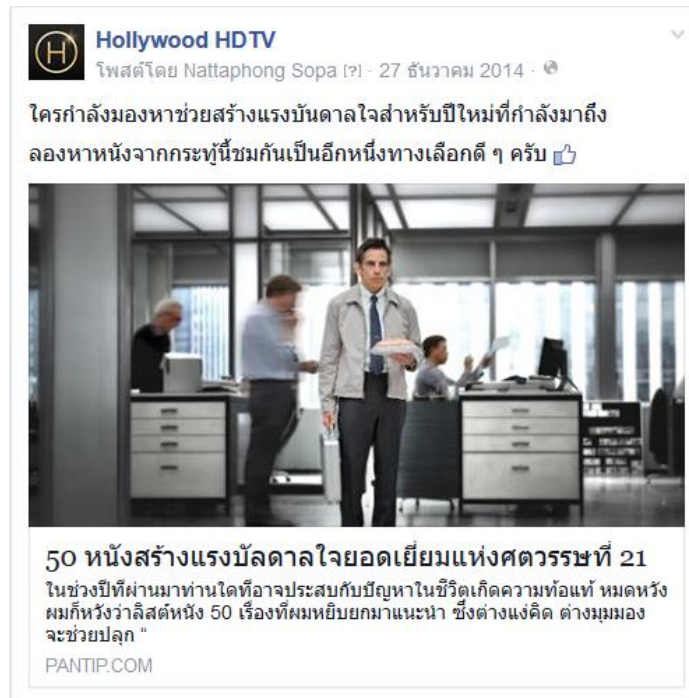 Hollywood HDTV
โพสต์โดย Nattaphong Sopa [?] · 27 ธันวาคม 2014 ·
ใครกำลังมองหาช่วยสร้างแรงบันดาลใจสำหรับปีใหม่ที่กำลังมาถึง
ลองหาหนังจากกระทู้นี้ชมกันเป็นอีกหนึ่งทางเลือกดี ๆ ครับ
50 หนังสร้างแรงบัลดาลใจยอดเยี่ยมแห่งศตวรรษที่ 21
ในช่วงปีที่ผ่านมาท่านใดที่อาจประสบกับปัญหาในชีวิตเกิดความท้อแท้ หมดหวัง
ผมก็หวังว่าลิสต์หนัง 50 เรื่องที่ผมหยิบยกมาแนะนำ ซึ่งต่างแง่คิด ต่างมุมมอง
จะช่วยปลุก “
PANTIP.COM